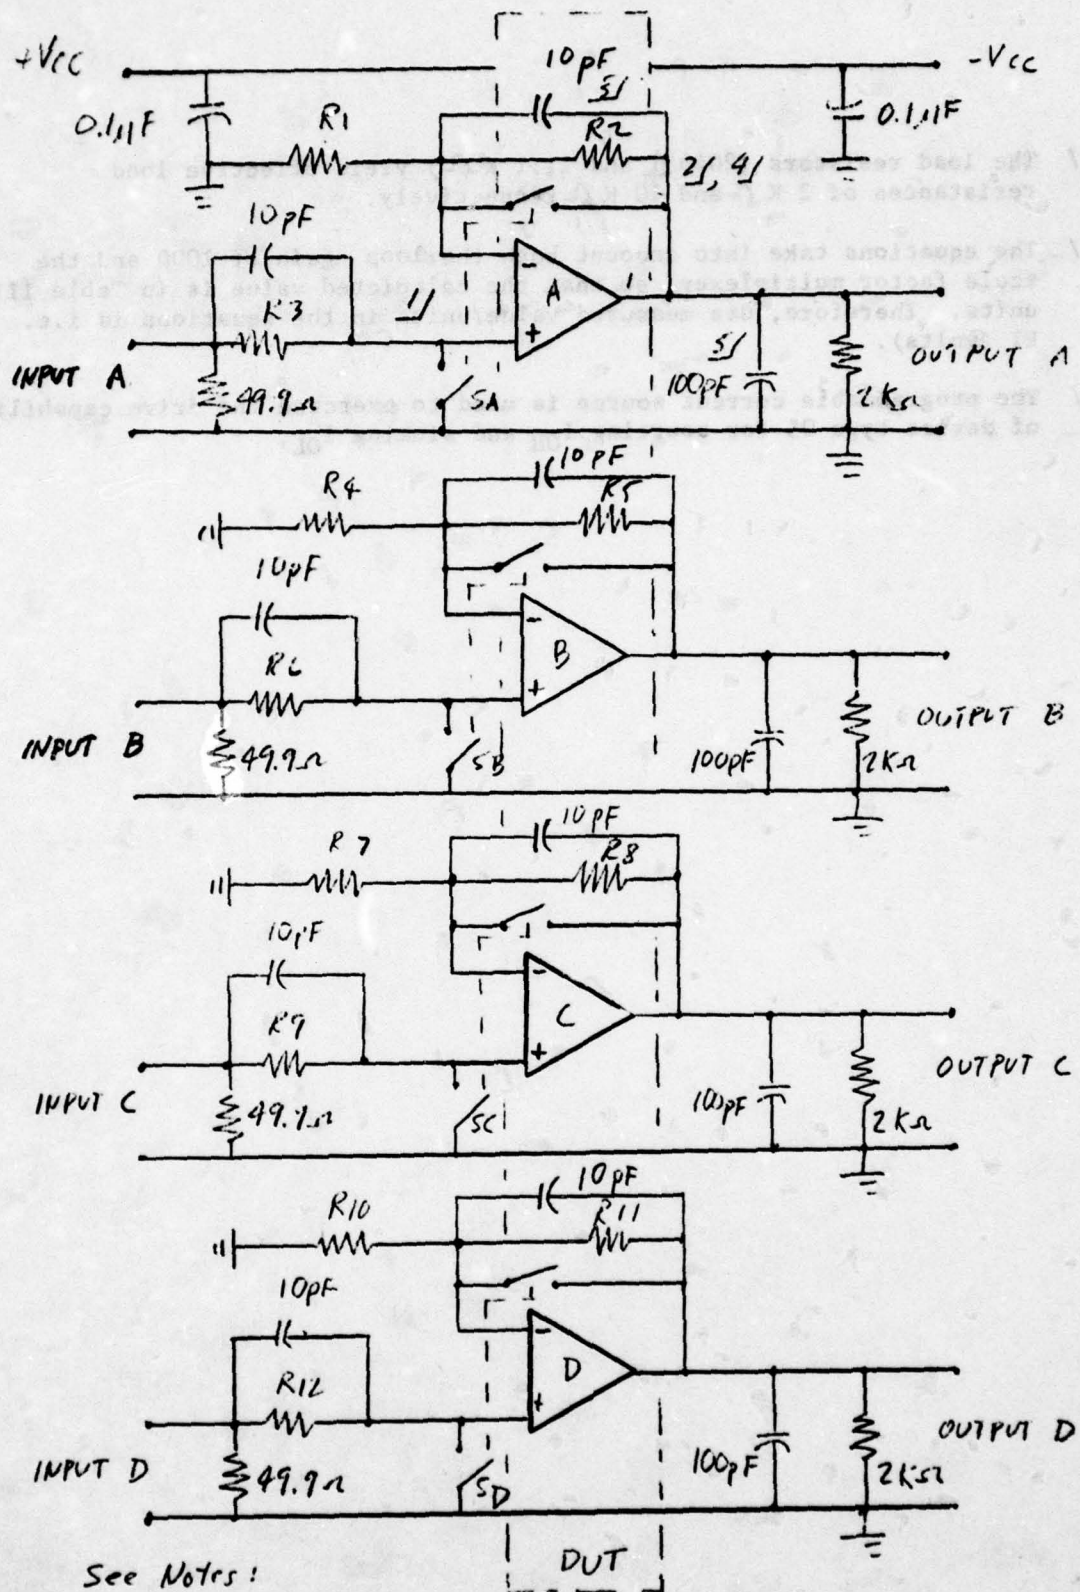 +Vcc
10pF
-Vcc
0.1µF
R1
5/
0.1µF
R2
2/, 4/
10pF
R3
1/
-
A
+
INPUT A
49.9Ω
SA
5/
100pF
2KΩ
OUTPUT A
10pF
R4
R5
10pF
-
R6
B
+
INPUT B
49.9Ω
SB
100pF
2KΩ
OUTPUT B
10pF
R7
R8
10pF
-
R9
C
+
INPUT C
49.9Ω
SC
100pF
2KΩ
OUTPUT C
10pF
R10
R11
10pF
-
R12
D
+
INPUT D
49.9Ω
SD
100pF
2KΩ
OUTPUT D
See Notes:
DUT